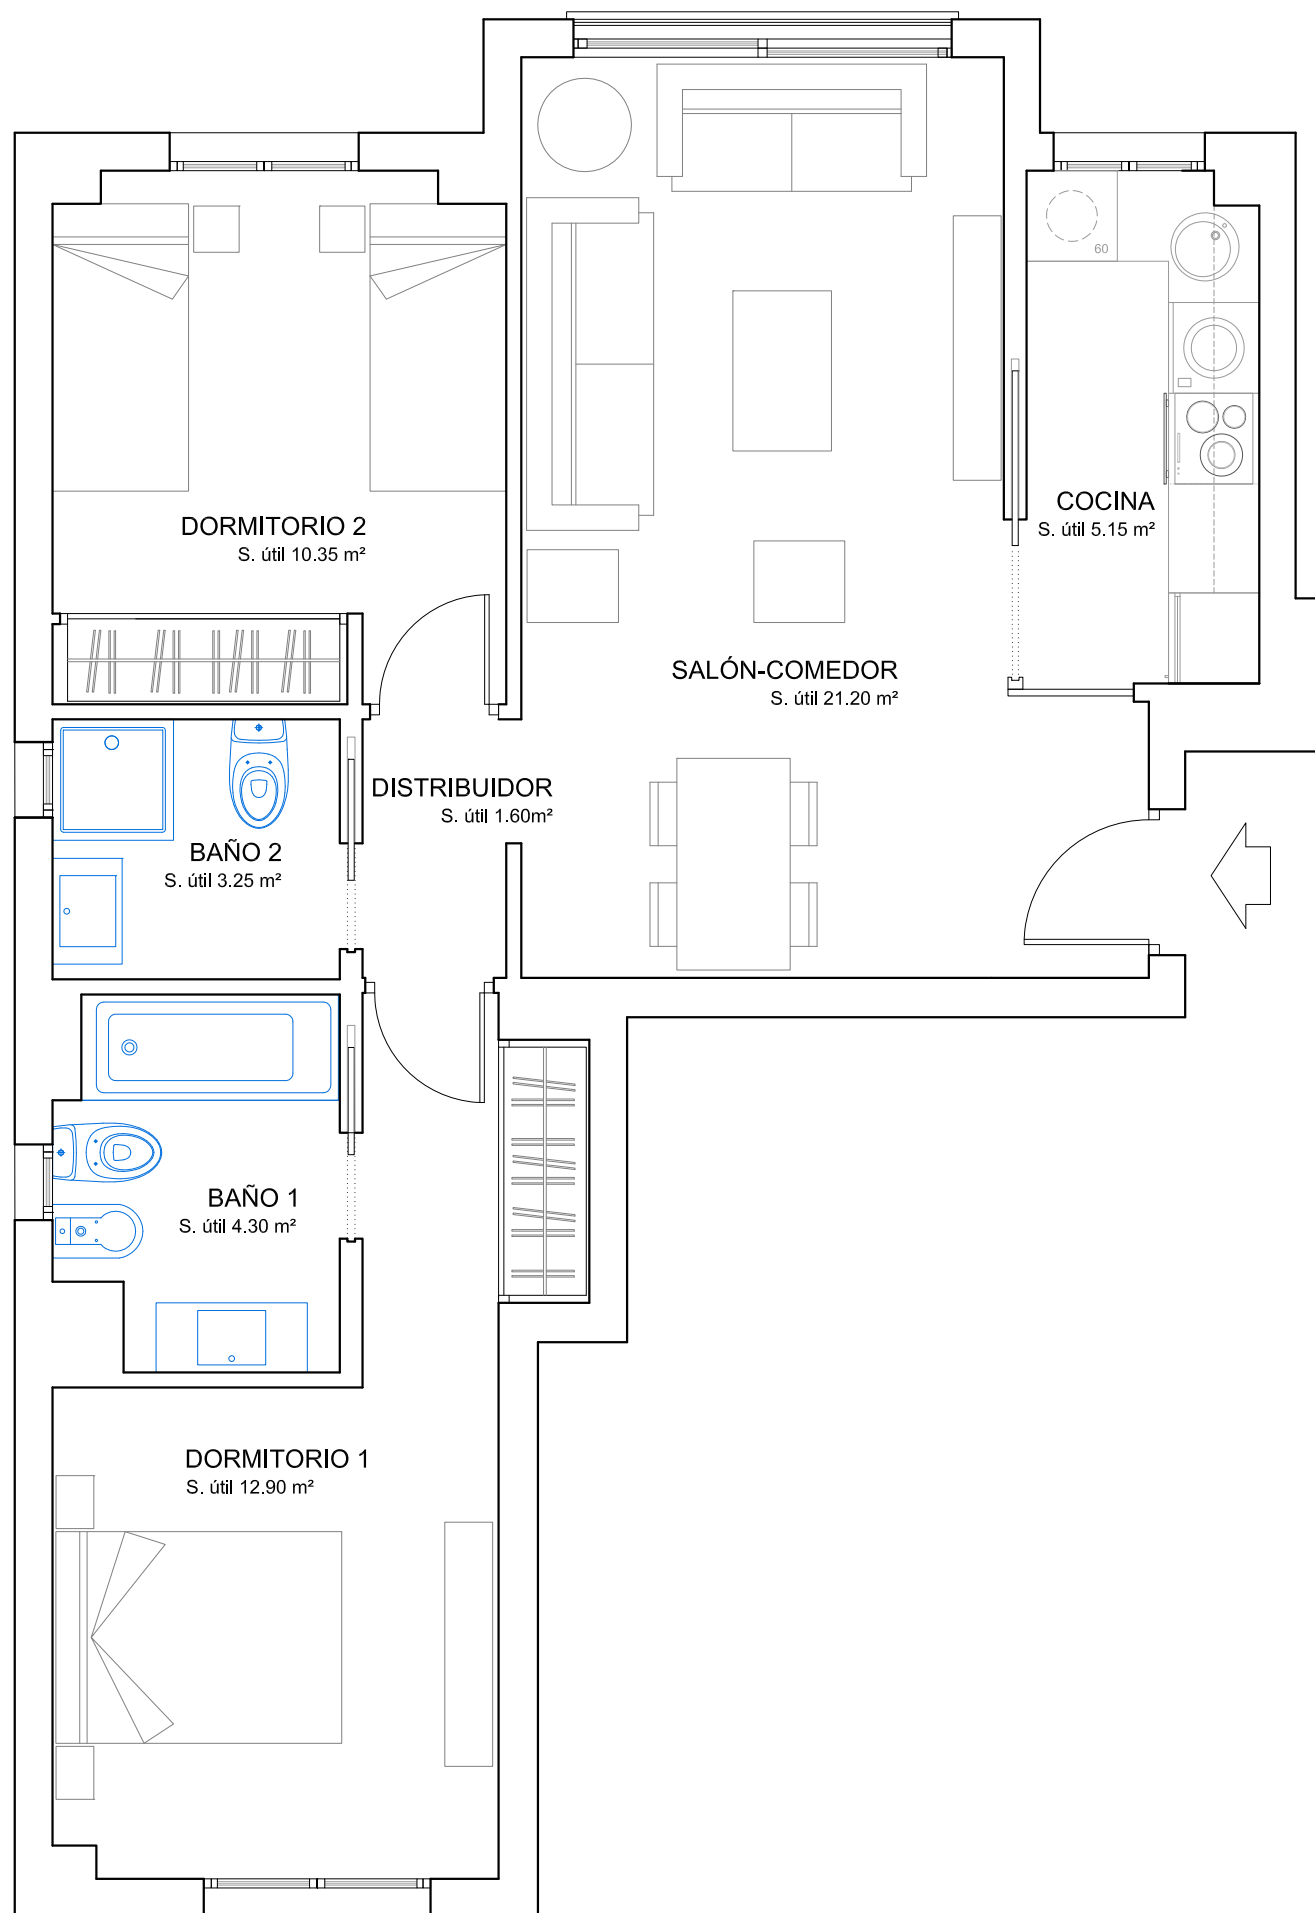 60
DORMITORIO 2
S. útil 10.35 m²
COCINA
S. útil 5.15 m²
SALÓN-COMEDOR
S. útil 21.20 m²
DISTRIBUIDOR
S. útil 1.60m²
BAÑO 2
S. útil 3.25 m²
BAÑO 1
S. útil 4.30 m²
DORMITORIO 1
S. útil 12.90 m²